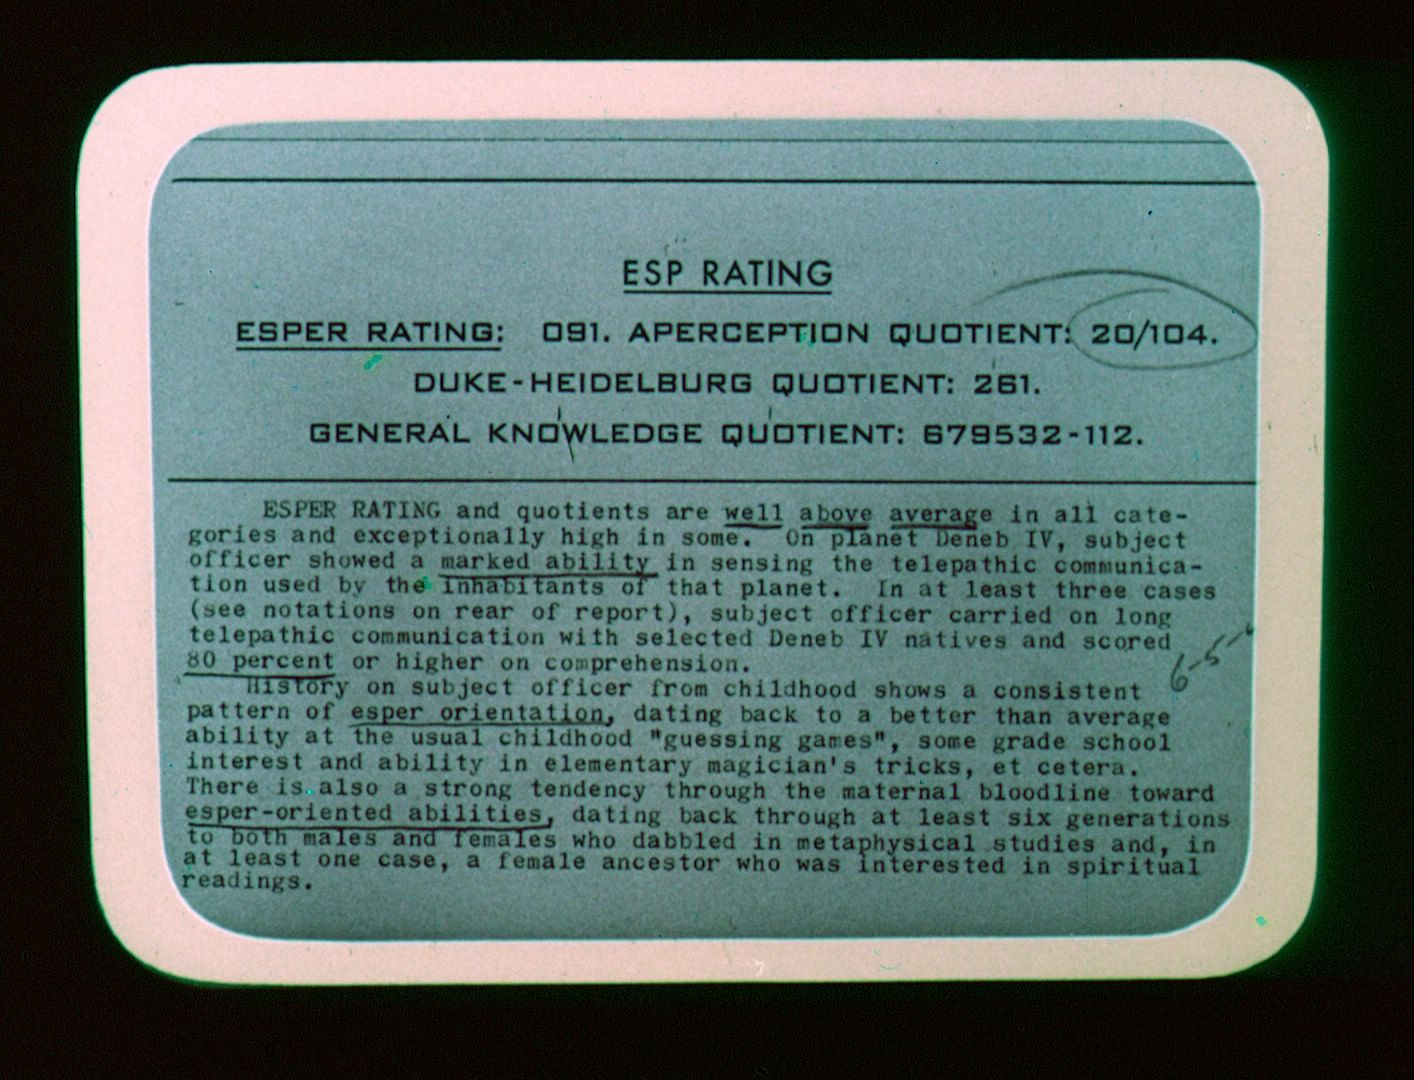 ESP RATING
ESPER RATING: 091. APERCEPTION QUOTIENT: 20/104.
DUKE-HEIDELBURG QUOTIENT: 261.
GENERAL KNOWLEDGE QUOTIENT: 679532-112.
ESPER RATING and quotients are well above average in all cate-
gories and exceptionally high in some. On planet Deneb IV, subject
officer showed a marked ability in sensing the telepathic communica-
tion used by the inhabitants of that planet. In at least three cases
(see notations on rear of report), subject officer carried on long
telepathic communication with selected Deneb IV natives and scored
80 percent or higher on comprehension.
History on subject officer from childhood shows a consistent
pattern of esper orientation, dating back to a better than average
ability at the usual childhood "guessing games", some grade school
interest and ability in elementary magician's tricks, et cetera.
There is also a strong tendency through the maternal bloodline toward
esper-oriented abilities, dating back through at least six generations
to both males and females who dabbled in metaphysical studies and, in
at least one case, a female ancestor who was interested in spiritual
readings.